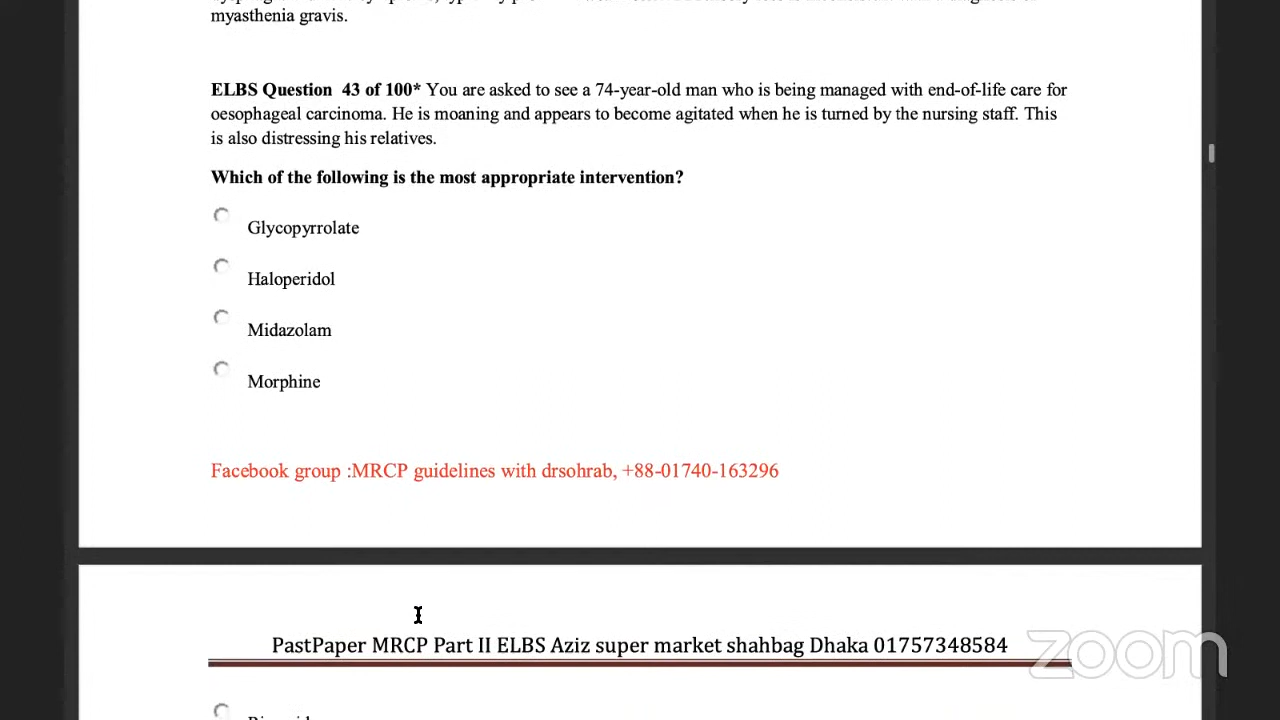 myasthenia gravis.
ELBS Question 43 of 100* You are asked to see a 74-year-old man who is being managed with end-of-life care for
oesophageal carcinoma. He is moaning and appears to become agitated when he is turned by the nursing staff. This
is also distressing his relatives.
Which of the following is the most appropriate intervention?
Glycopyrrolate
Haloperidol
Midazolam
Morphine
Facebook group :MRCP guidelines with drsohrab, +88-01740-163296
PastPaper MRCP Part II ELBS Aziz super market shahbag Dhaka 01757348584
zoom